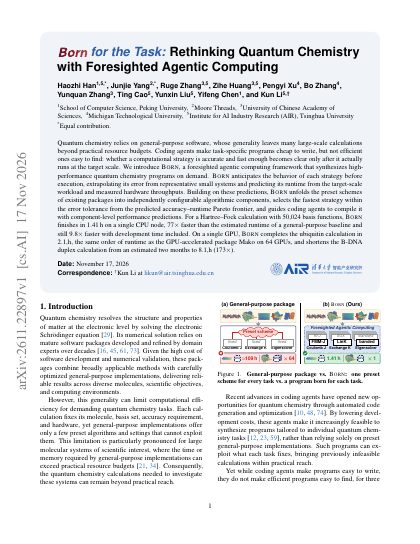 Born for the Task: Rethinking Quantum Chemistry
with Foresighted Agentic Computing
Haozhi Han1,5,*, Junjie Yang2,*, Ruge Zhang3,5, Zihe Huang3,5, Pengyi Xu4, Bo Zhang4,
Yunquan Zhang3, Ting Cao5, Yunxin Liu5, Yifeng Chen1, and Kun Li5,†
1School of Computer Science, Peking University, 2Moore Threads, 3University of Chinese Academy of
Sciences, 4Michigan Technological University, 5Institute for AI Industry Research (AIR), Tsinghua University
*Equal contribution.
Quantum chemistry relies on general-purpose software, whose generality leaves many large-scale calculations
beyond practical resource budgets. Coding agents make task-specific programs cheap to write, but not efficient
ones easy to find: whether a computational strategy is accurate and fast enough becomes clear only after it actually
runs at the target scale. We introduce BORN, a foresighted agentic computing framework that synthesizes high-
performance quantum chemistry programs on demand. BORN anticipates the behavior of each strategy before
execution, extrapolating its error from representative small systems and predicting its runtime from the target-scale
workload and measured hardware throughputs. Building on these predictions, BORN unfolds the preset schemes
of existing packages into independently configurable algorithmic components, selects the fastest strategy within
the error tolerance from the predicted accuracy–runtime Pareto frontier, and guides coding agents to compile it
with component-level performance predictions. For a Hartree–Fock calculation with 50,024 basis functions, BORN
finishes in 1.41 h on a single CPU node, 77× faster than the estimated runtime of a general-purpose baseline and
still 9.8× faster with development time included. On a single GPU, BORN completes the ubiquitin calculation in
2.1 h, the same order of runtime as the GPU-accelerated package Mako on 64 GPUs, and shortens the B-DNA
duplex calculation from an estimated two months to 8.1 h (173×).
Date: November 17, 2026
Correspondence: †Kun Li at likun@air.tsinghua.edu.cn
AIR 清华大学智能产业研究院
arXiv:2611.22897v1 [cs.AI] 17 Nov 2026
1. Introduction
Quantum chemistry resolves the structure and properties
of matter at the electronic level by solving the electronic
Schrödinger equation [29]. Its numerical solution relies on
mature software packages developed and refined by domain
experts over decades [16, 45, 61, 73]. Given the high cost of
software development and numerical validation, these pack-
ages combine broadly applicable methods with carefully
optimized general-purpose implementations, delivering reli-
able results across diverse molecules, scientific objectives,
and computing environments.
However, this generality can limit computational effi-
ciency for demanding quantum chemistry tasks. Each cal-
culation fixes its molecule, basis set, accuracy requirement,
and hardware, yet general-purpose implementations offer
only a few preset algorithms and settings that cannot exploit
them. This limitation is particularly pronounced for large
molecular systems of scientific interest, where the time or
memory required by general-purpose implementations can
exceed practical resource budgets [21, 34]. Consequently,
the quantum chemistry calculations needed to investigate
these systems can remain beyond practical reach.
(a) General-purpose package
(b) BORN (Ours)
Preset scheme
Foresighted Agentic Computing
Figure 1. General-purpose package vs. BORN: one preset
scheme for every task vs. a program born for each task.
Recent advances in coding agents have opened new op-
portunities for quantum chemistry through automated code
generation and optimization [10, 48, 74]. By lowering devel-
opment costs, these agents make it increasingly feasible to
synthesize programs tailored to individual quantum chem-
istry tasks [12, 23, 59], rather than relying solely on preset
general-purpose implementations. Such programs can ex-
ploit what each task fixes, bringing previously infeasible
calculations within practical reach.
Yet while coding agents make programs easy to write,
they do not make efficient programs easy to find, for three
1